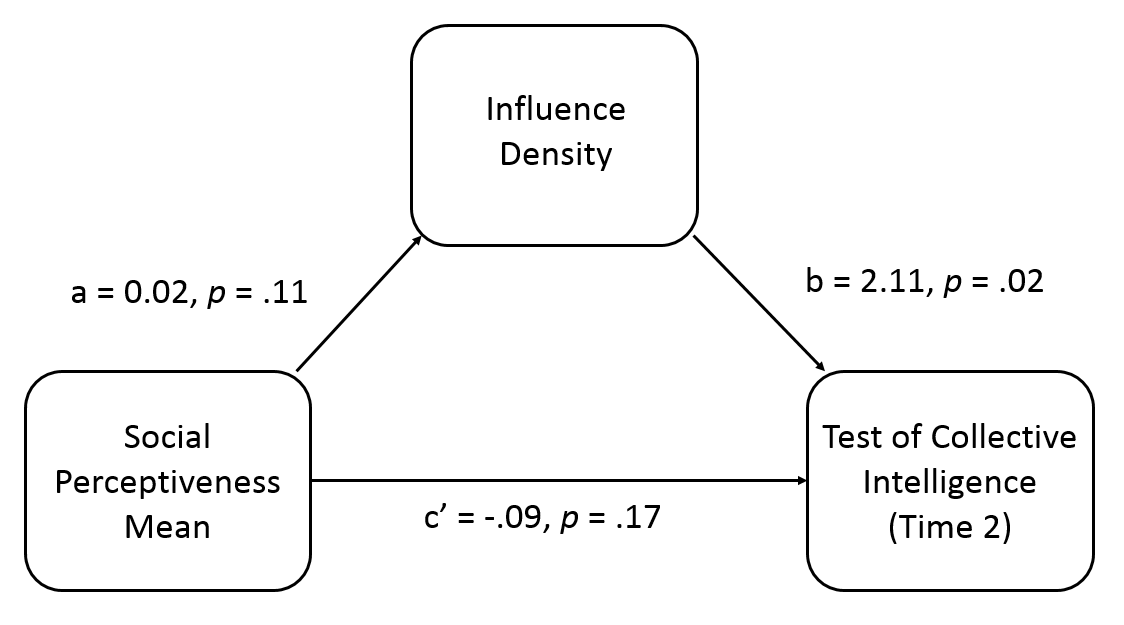 Influence
Density
a = 0.02, p = .11
b = 2.11, p = .02
Social
Perceptiveness
Mean
Test of Collective
Intelligence
(Time 2)
c’ = -.09, p = .17